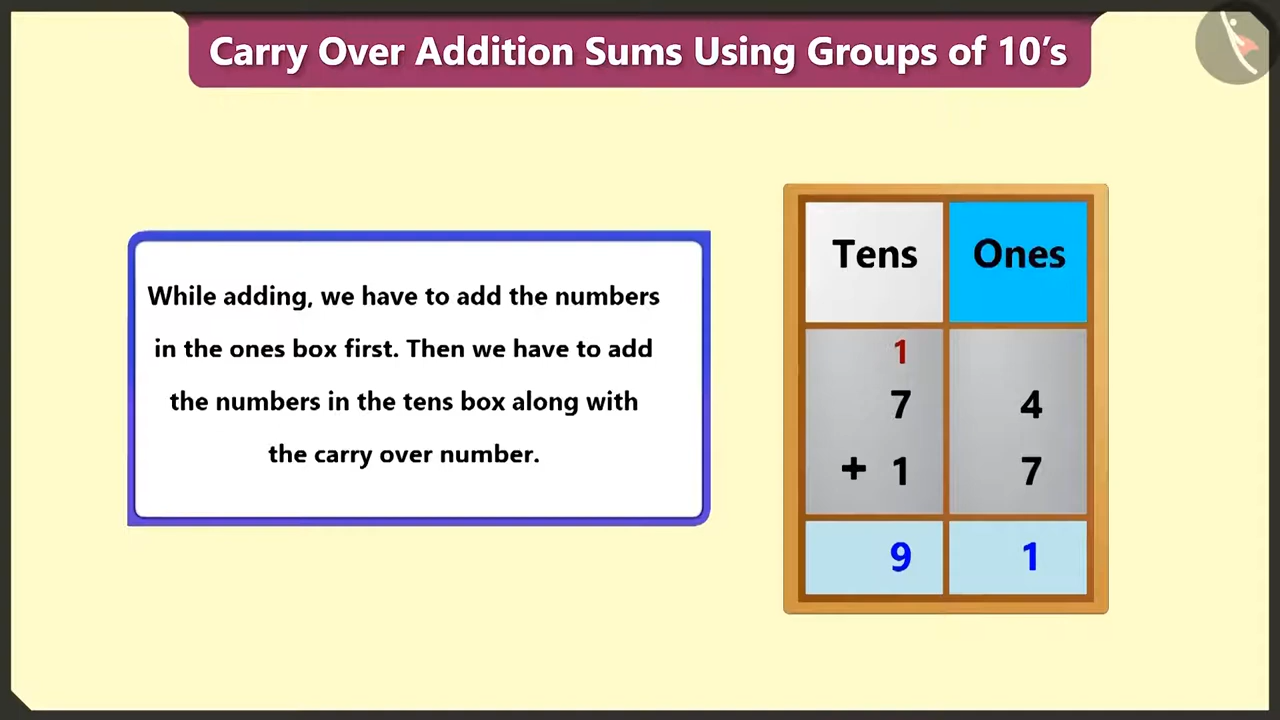 Carry Over Addition Sums Using Groups of 10's
While adding, we have to add the numbers
in the ones box first. Then we have to add
the numbers in the tens box along with
the carry over number.
Tens Ones
1
7 4
+ 1 7
9 1